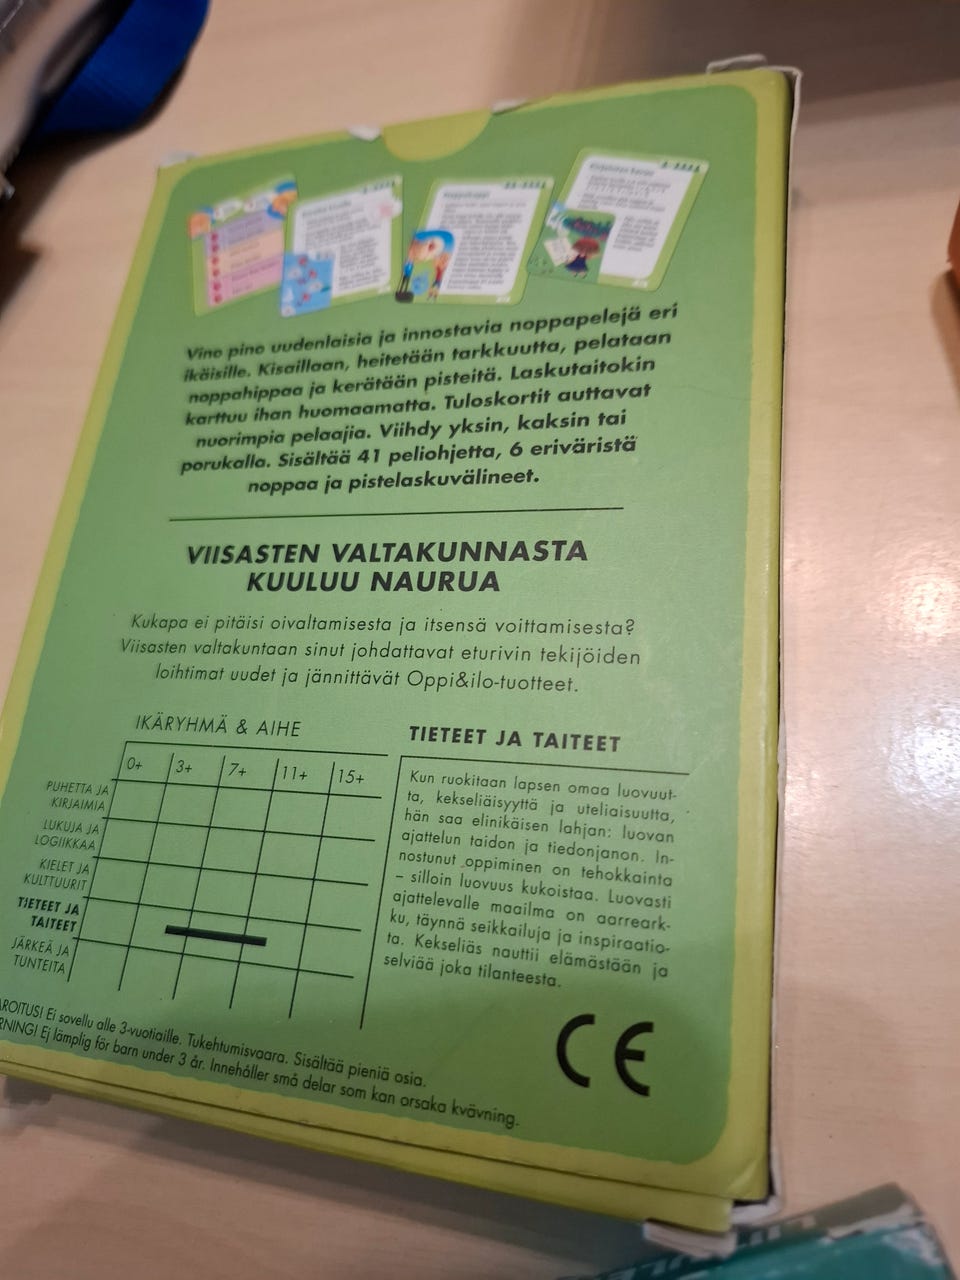 Vino pino uudenlaisia ja innostavia noppapelejä eri
ikäisille. Kisaillaan, heitetään tarkkuutta, pelataan
noppahippaa ja kerätään pisteitä. Laskutaitokin
karttuu ihan huomaamatta. Tuloskortit auttavat
nuorimpia pelaajia. Viihdy yksin, kaksin tai
porukalla. Sisältää 41 peliohjetta, 6 eriväristä
noppaa ja pistelaskuvälineet.
VIISASTEN VALTAKUNNASTA
KUULUU NAURUA
Kukapa ei pitäisi oivaltamisesta ja itsensä voittamisesta?
Viisasten valtakuntaan sinut johdattavat eturivin tekijöiden
loihtimat uudet ja jännittävät Oppi&ilo-tuotteet.
IKÄRYHMÄ & AIHE
0+ 3+ 7+ 11+ 15+
PUHETTA JA
KIRJAIMIA
LUKUJA JA
LOGIIKKAA
KIELET JA
KULTTUURIT
TIETEET JA
TAITEET
JÄRKEÄ JA
TUNTEITA
TIETEET JA TAITEET
Kun ruokitaan lapsen omaa luovuut-
ta, kekseliäisyyttä ja uteliaisuutta,
hän saa elinikäisen lahjan: luovan
ajattelun taidon ja tiedonjanon. In-
nostunut oppiminen on tehokkainta
– silloin luovuus kukoistaa. Luovasti
ajattelevalle maailma on aarreark-
ku, täynnä seikkailuja ja inspiraatio-
ta. Kekseliäs nauttii elämästään ja
selviää joka tilanteesta.
AROITUS! Ei sovellu alle 3-vuotiaille. Tukehtumisvaara. Sisältää pieniä osia.
RNING! Ej lämplig för barn under 3 år. Innehåller små delar som kan orsaka kvävning.
CE